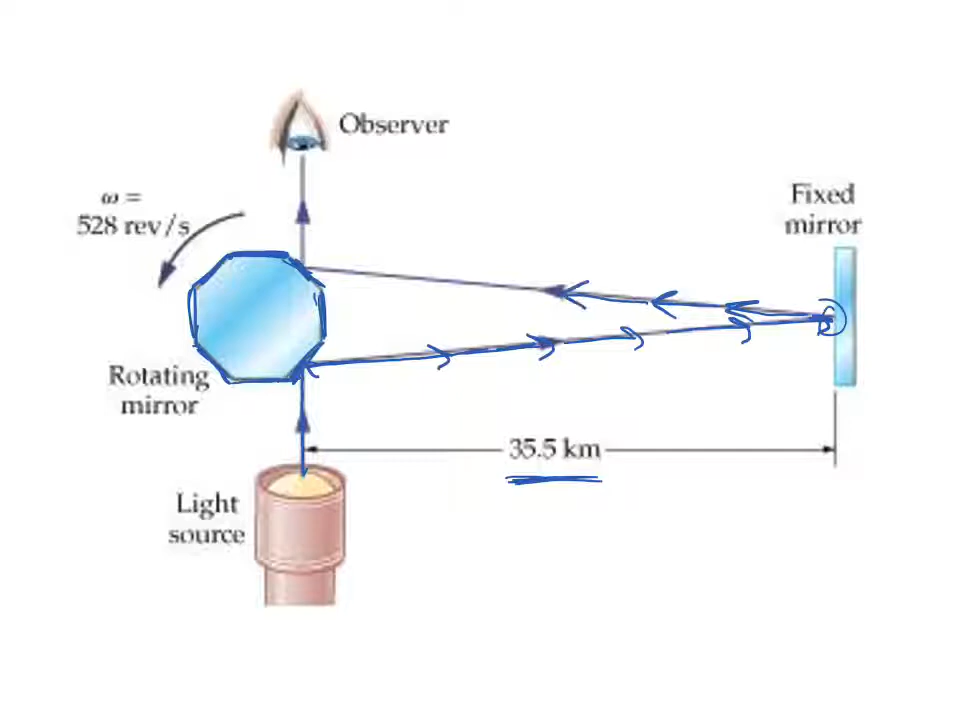 Observer
ω =
528 rev/s
Fixed
mirror
Rotating
mirror
35.5 km
Light
source